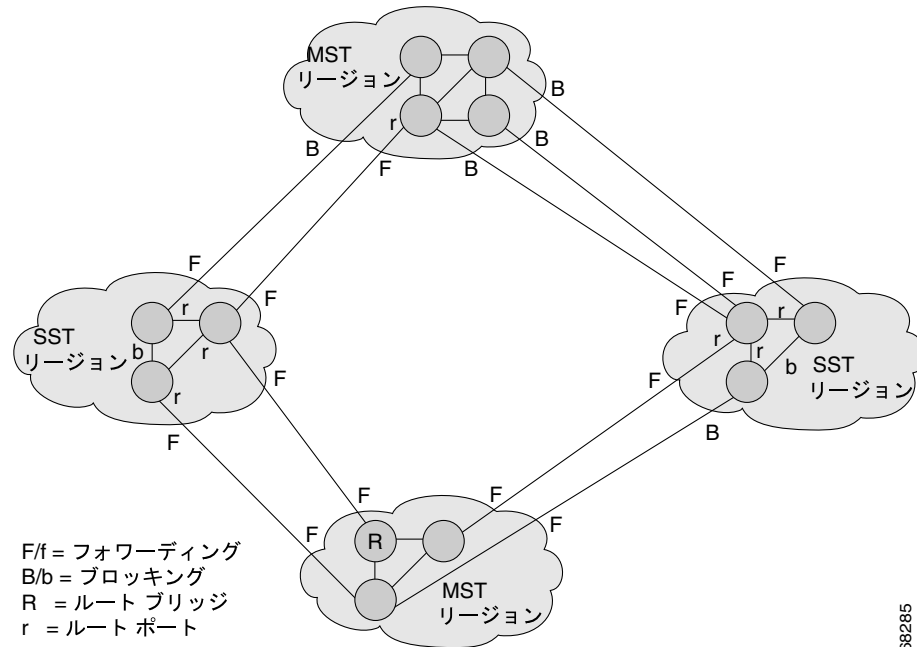 MST
リージョン
B
r
B
B
F
B
F
F
F
F
F
r
r
r
SST
リージョン
b
r
b
SST
リージョン
r
r
F
F
F
B
F
F
F
F
R
MST
リージョン
F/f = フォワーディング
B/b = ブロッキング
R = ルート ブリッジ
r = ルート ポート
68285